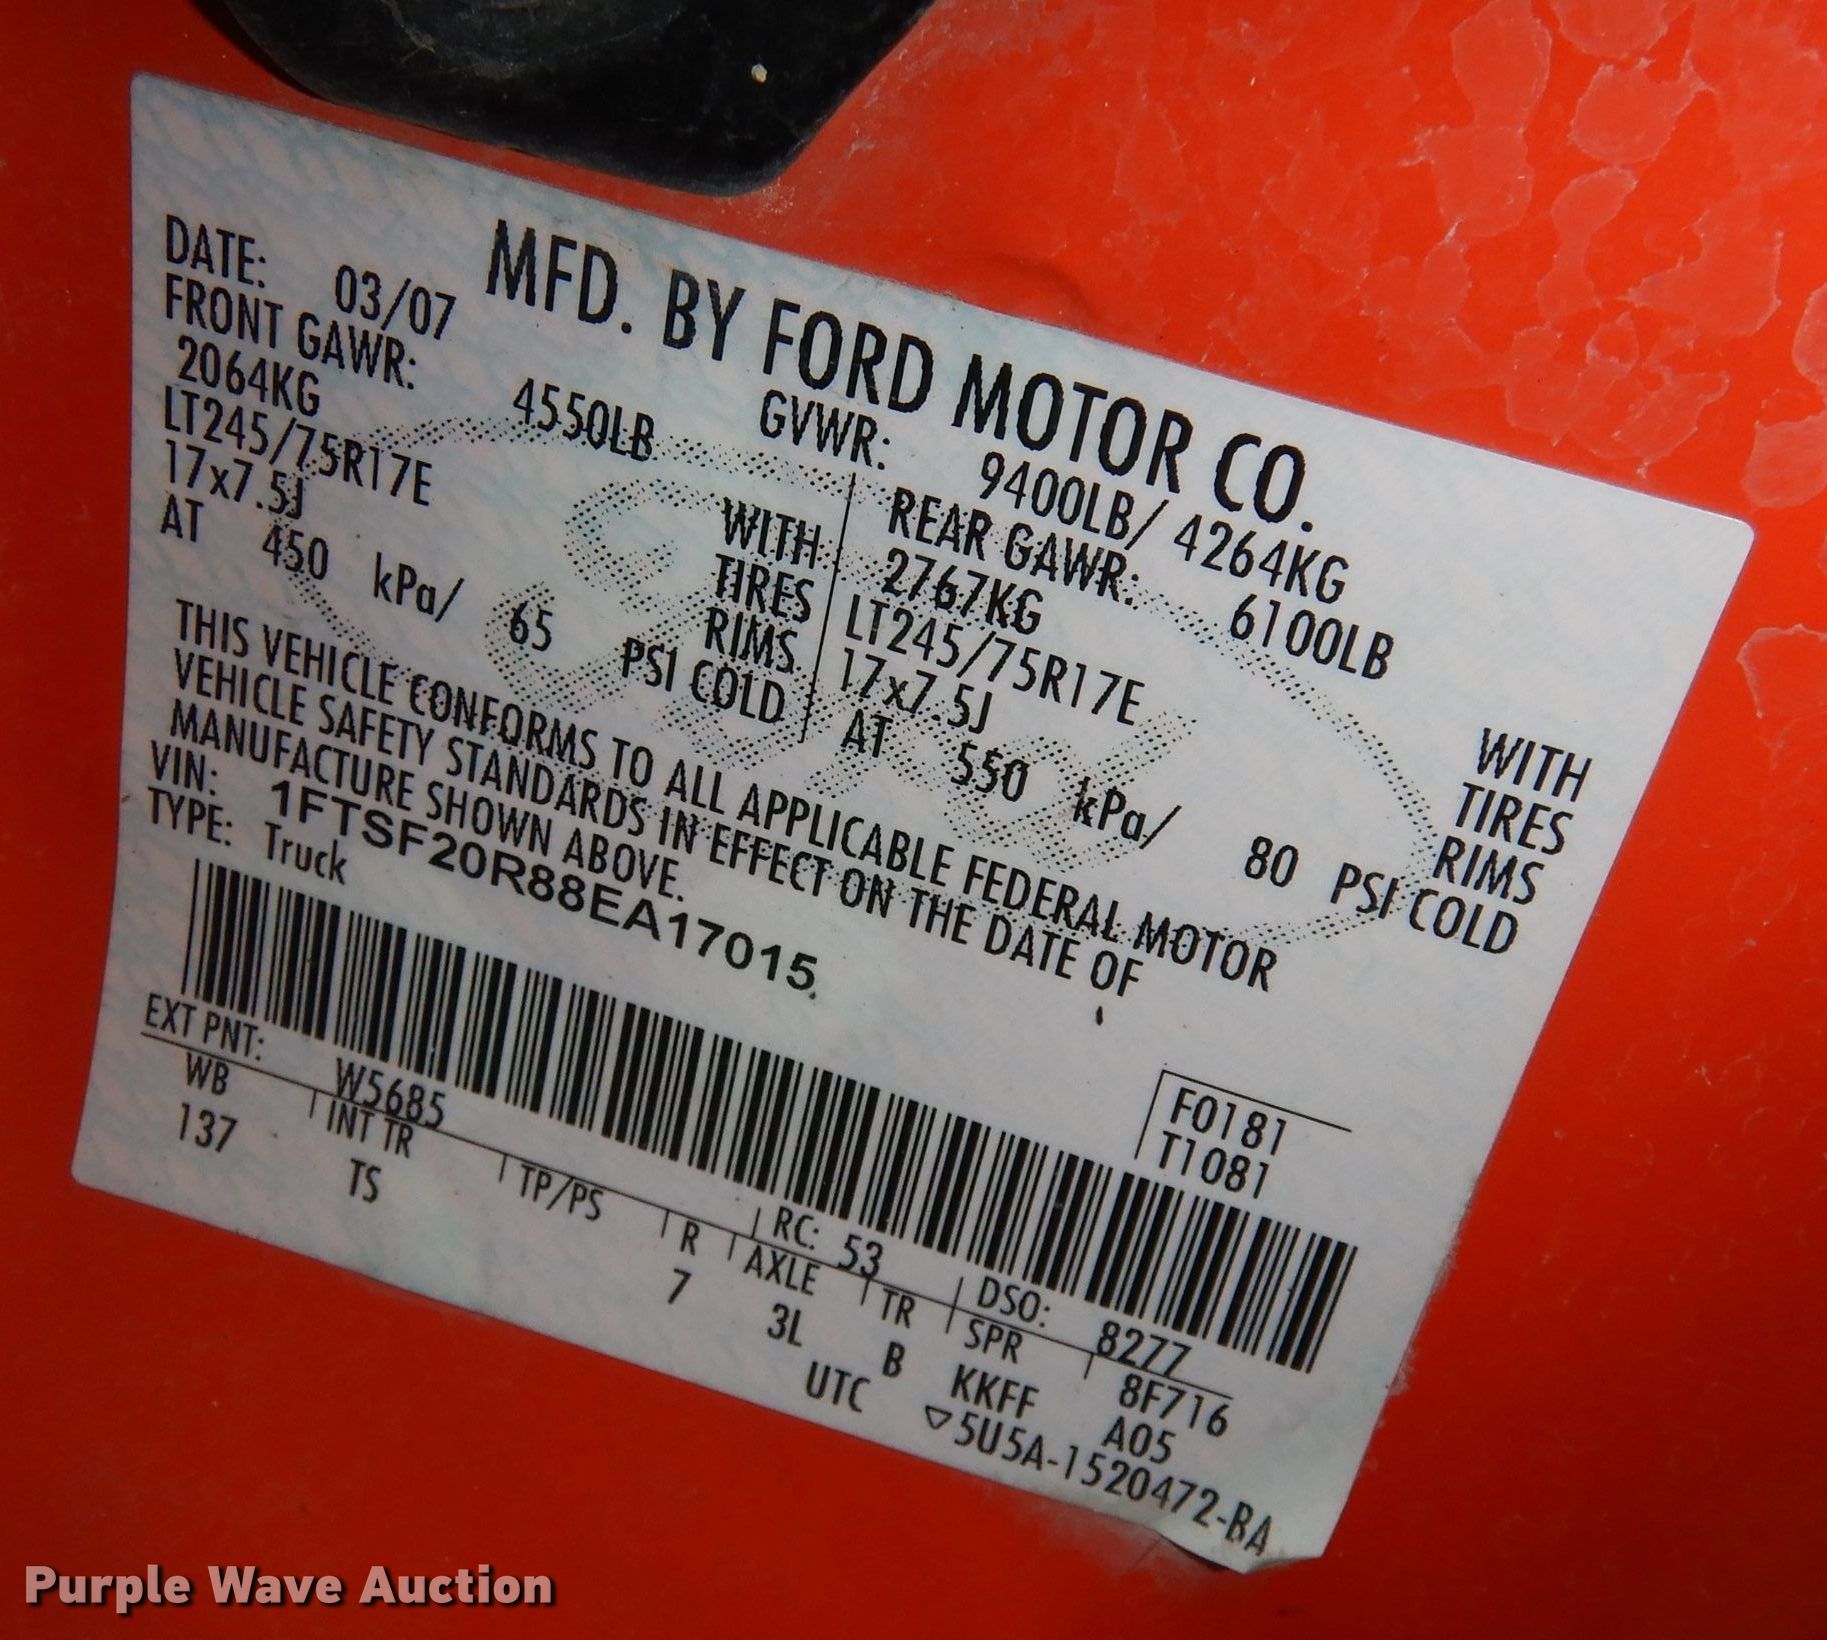 MFD. BY FORD MOTOR CO.
DATE: 03/07 GVWR: 9400LB/ 4264KG
FRONT GAWR: 4550LB REAR GAWR: 6100LB
2064KG WITH 2767KG WITH
LT245/75R17E TIRES LT245/75R17E TIRES
17x7.5J RIMS 17x7.5J RIMS
AT 450 kPa/ 65 PSI COLD AT 550 kPa/ 80 PSI COLD
THIS VEHICLE CONFORMS TO ALL APPLICABLE FEDERAL MOTOR
VEHICLE SAFETY STANDARDS IN EFFECT ON THE DATE OF
MANUFACTURE SHOWN ABOVE.
VIN: 1FTSF20R88EA17015
TYPE: Truck
F0181
T1081
EXT PNT: W5685 RC: 53 DSO: 8277
WB INT TR TP/PS R AXLE TR SPR 8F716
137 TS 7 3L B KKFF A05
UTC ▽5U5A-1520472-BA
Purple Wave Auction